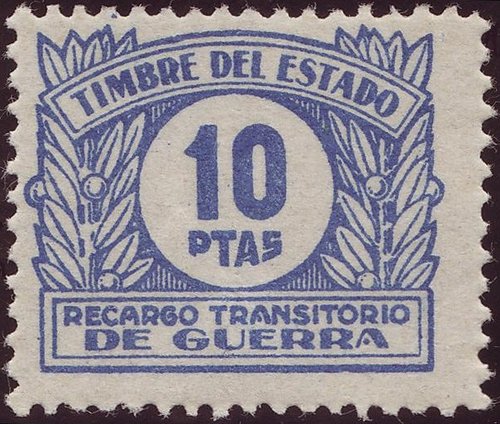 TIMBRE DEL ESTADO
10
PTAS
RECARGO TRANSITORIO
DE GUERRA